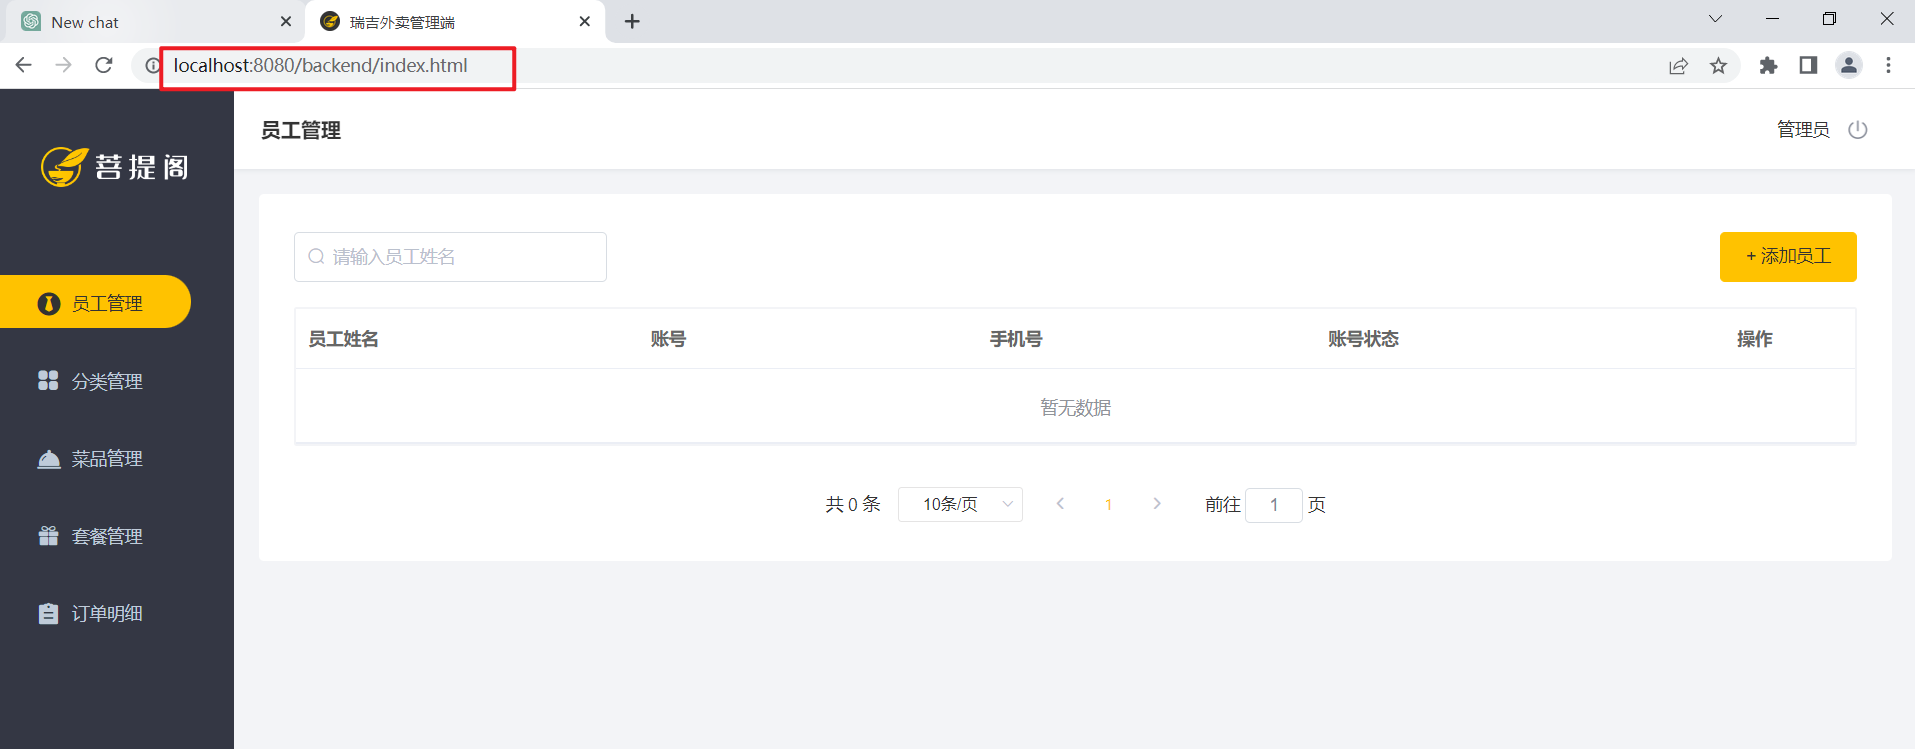 New chat
瑞吉外卖管理端
localhost:8080/backend/index.html
菩提阁
员工管理
管理员
员工管理
分类管理
菜品管理
套餐管理
订单明细
请输入员工姓名
+ 添加员工
员工姓名 账号 手机号 账号状态 操作
暂无数据
共 0 条 10条/页 1 前往 1 页